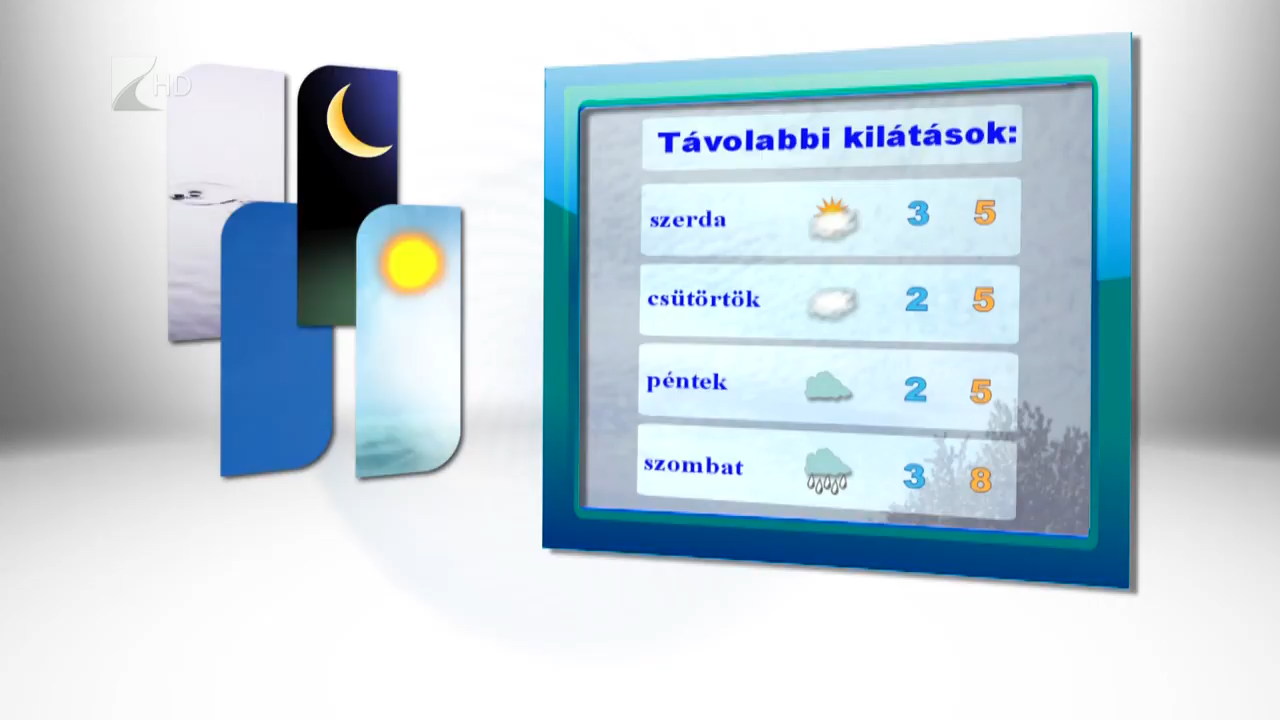 HD
Távolabbi kilátások:
szerda 3 5
csütörtök 2 5
péntek 2 5
szombat 3 8